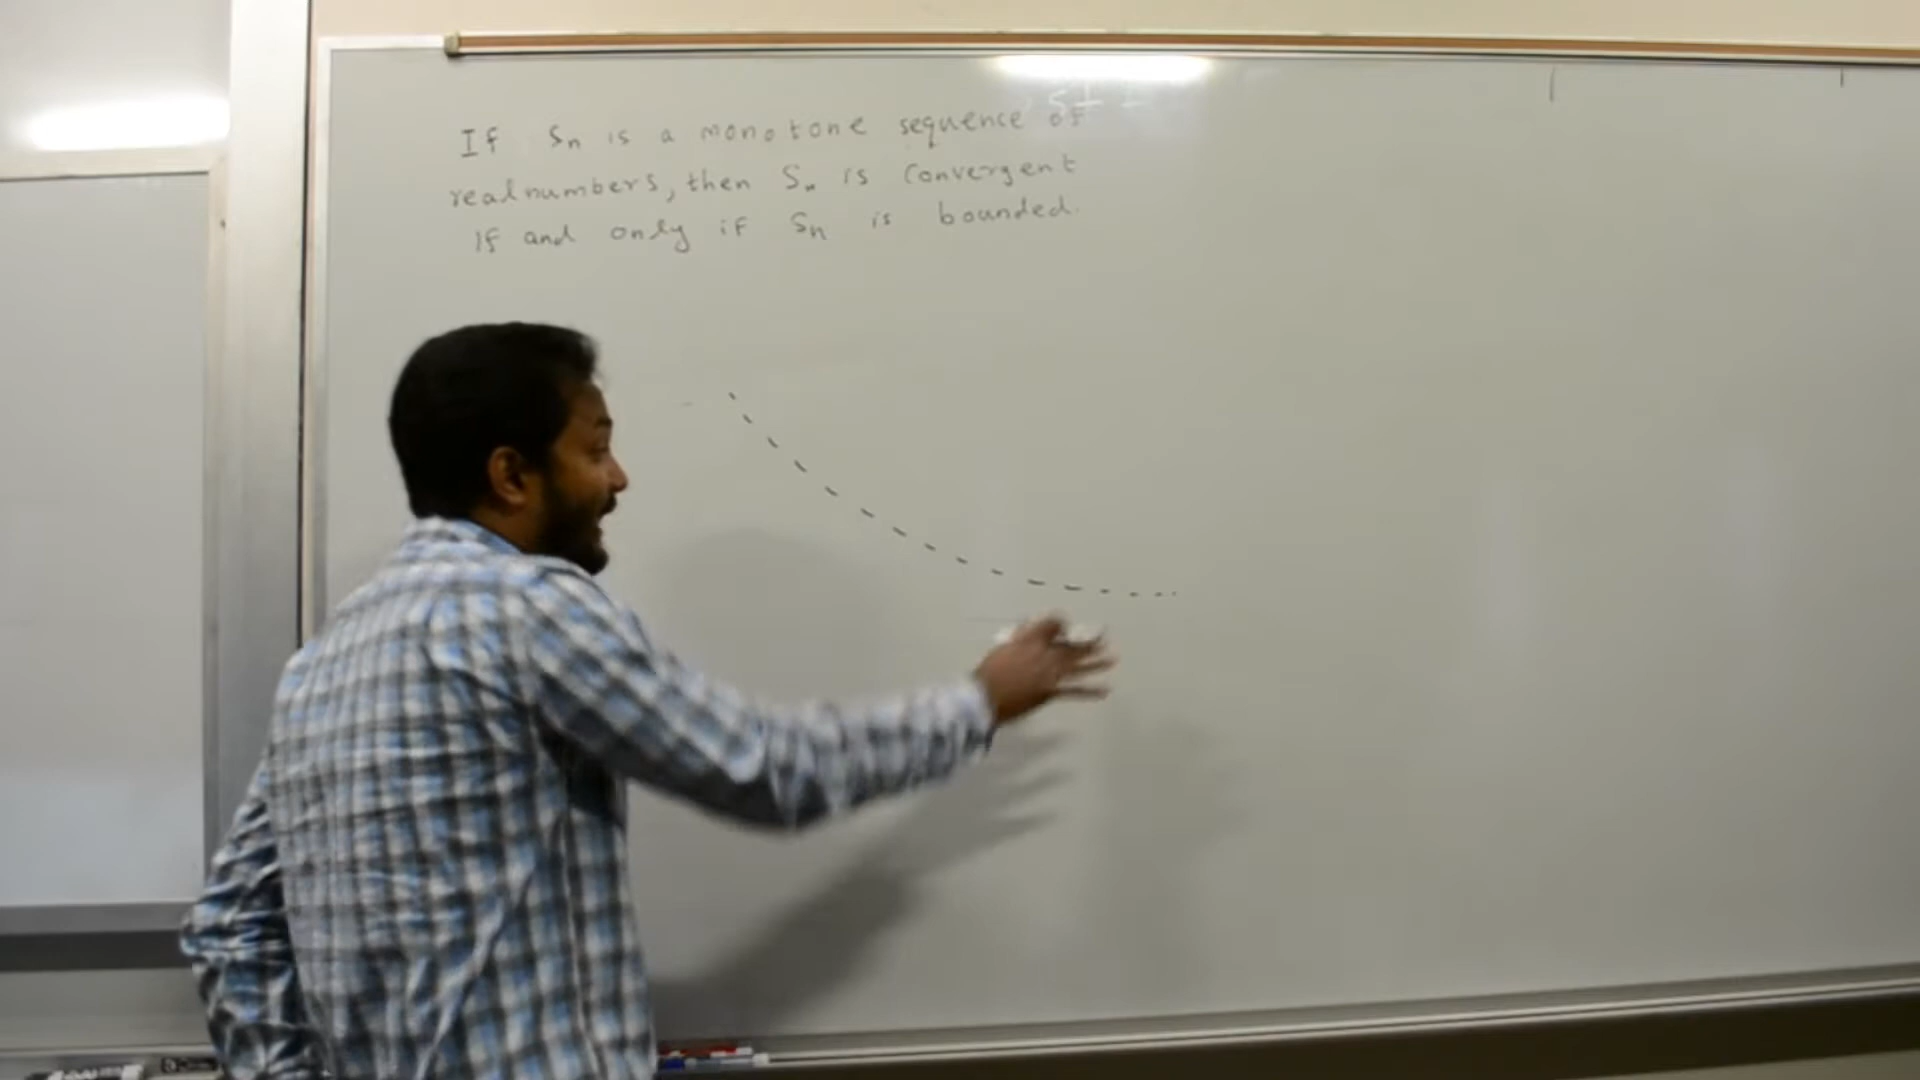 If Sn is a monotone sequence of
real numbers, then Sn is convergent
If and only if Sn is bounded.